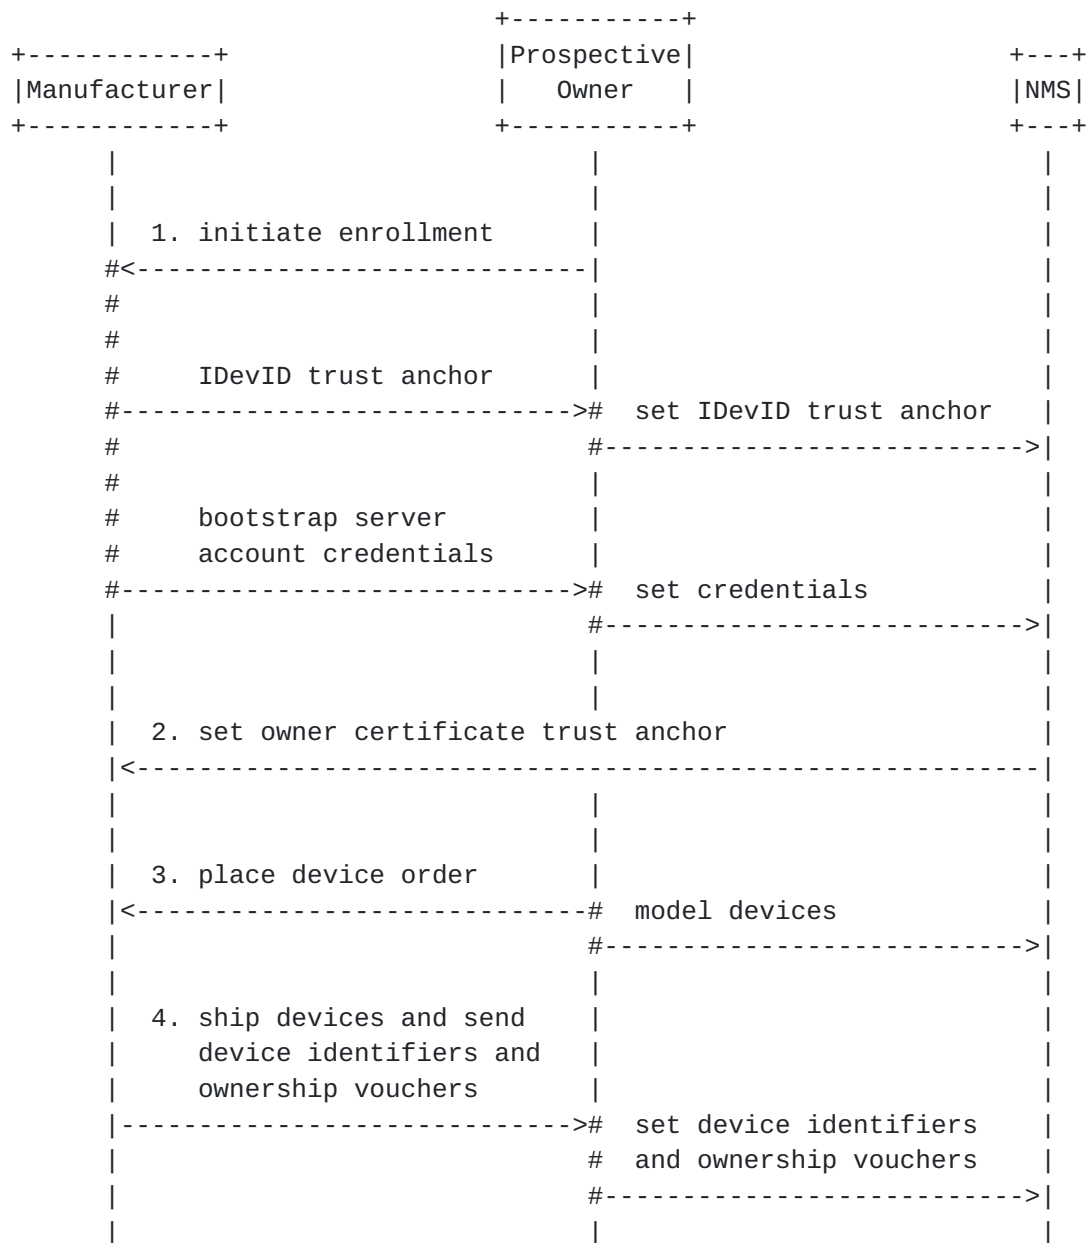 Prospective
Manufacturer Owner NMS
1. initiate enrollment
IDevID trust anchor
set IDevID trust anchor
bootstrap server
account credentials
set credentials
2. set owner certificate trust anchor
3. place device order
model devices
4. ship devices and send
device identifiers and
ownership vouchers
set device identifiers
and ownership vouchers